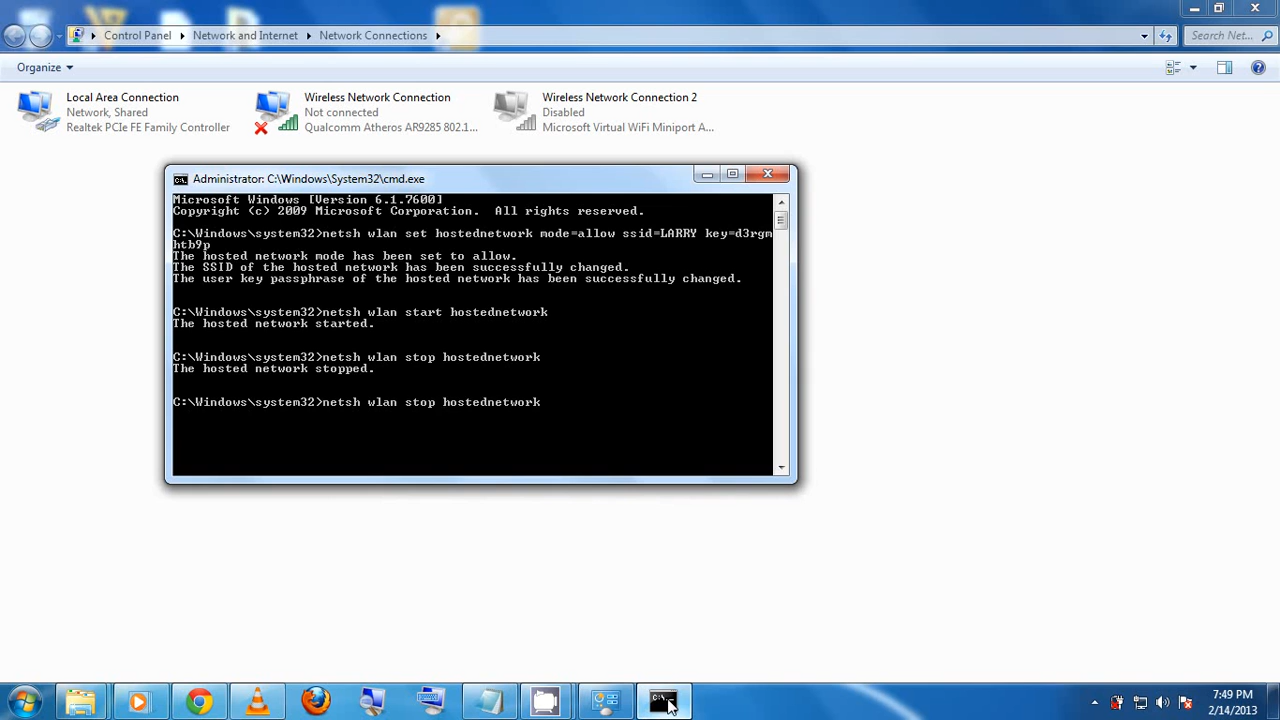 Control Panel Network and Internet Network Connections
Search Net...
Organize
Local Area Connection
Network, Shared
Realtek PCIe FE Family Controller
Wireless Network Connection
Not connected
Qualcomm Atheros AR9285 802.1...
Wireless Network Connection 2
Disabled
Microsoft Virtual WiFi Miniport A...
Administrator: C:\Windows\System32\cmd.exe
Microsoft Windows [Version 6.1.7600]
Copyright (c) 2009 Microsoft Corporation.  All rights reserved.
C:\Windows\system32>netsh wlan set hostednetwork mode=allow ssid=LARRY key=d3rgm
htb9p
The hosted network mode has been set to allow.
The SSID of the hosted network has been successfully changed.
The user key passphrase of the hosted network has been successfully changed.
C:\Windows\system32>netsh wlan start hostednetwork
The hosted network started.
C:\Windows\system32>netsh wlan stop hostednetwork
The hosted network stopped.
C:\Windows\system32>netsh wlan stop hostednetwork
7:49 PM
2/14/2013